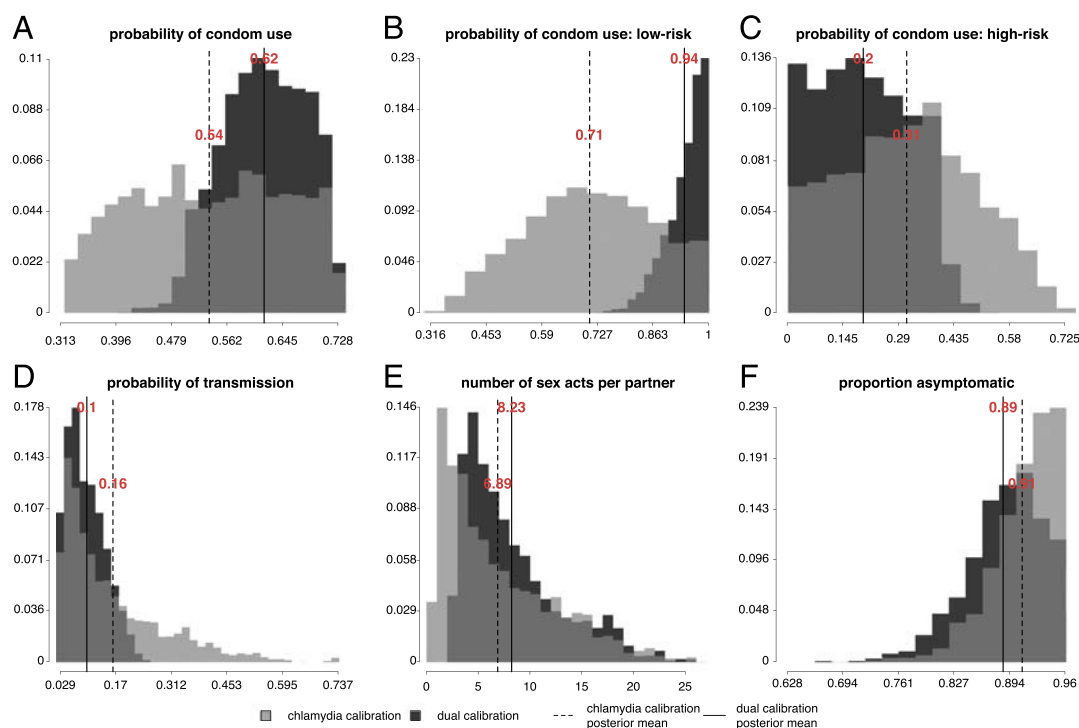 A
probability of condom use
0.11
0.088
0.066
0.044
0.022
0
0.62
0.54
0.313 0.396 0.479 0.562 0.645 0.728
B
probability of condom use: low-risk
0.23
0.184
0.138
0.092
0.046
0
0.94
0.71
0.316 0.453 0.59 0.727 0.863 1
C
probability of condom use: high-risk
0.136
0.109
0.081
0.054
0.027
0
0.2
0.31
0 0.145 0.29 0.435 0.58 0.725
D
probability of transmission
0.178
0.143
0.107
0.071
0.036
0
0.1
0.16
0.029 0.17 0.312 0.453 0.595 0.737
E
number of sex acts per partner
0.146
0.117
0.088
0.058
0.029
0
8.23
6.89
0 5 10 15 20 25
F
proportion asymptomatic
0.239
0.191
0.143
0.096
0.048
0
0.89
0.91
0.628 0.694 0.761 0.827 0.894 0.96
chlamydia calibration dual calibration chlamydia calibration posterior mean dual calibration posterior mean